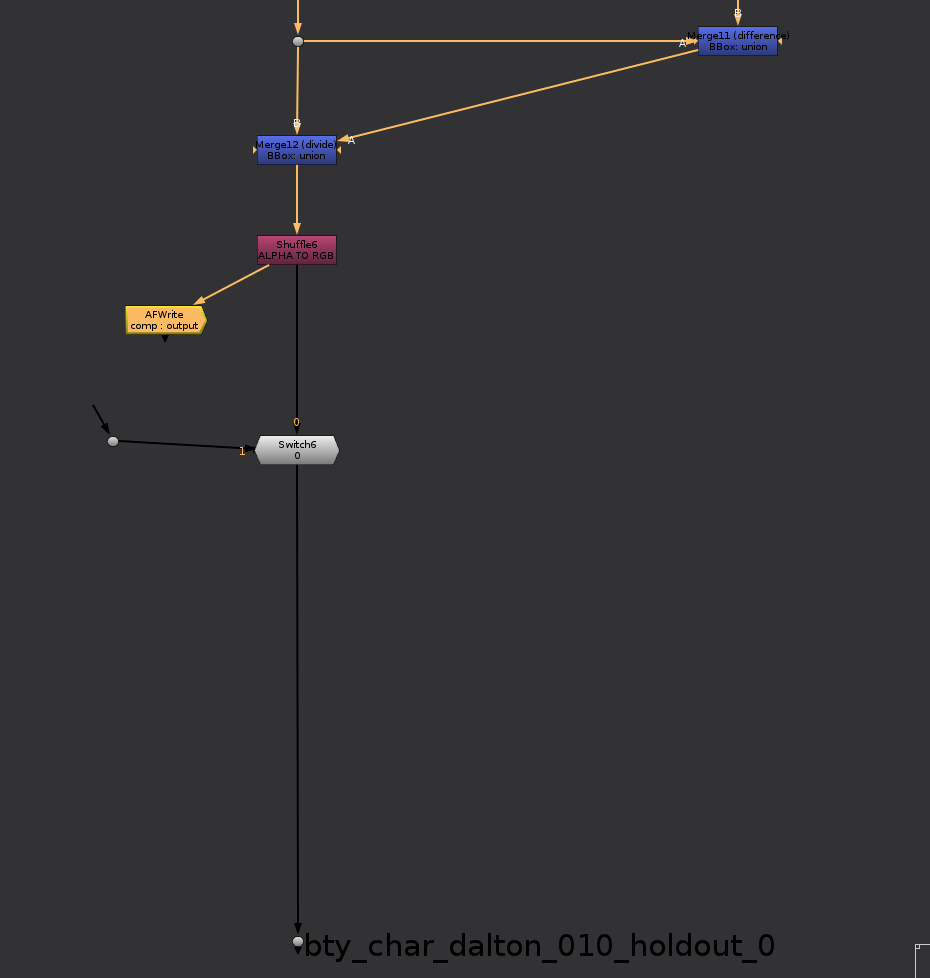 B
A
Merge11 (difference)
BBox: union
B
A
Merge12 (divide)
BBox: union
Shuffle6
ALPHA TO RGB
AFWrite
comp : output
0
1
Switch6
0
bty_char_dalton_010_holdout_0